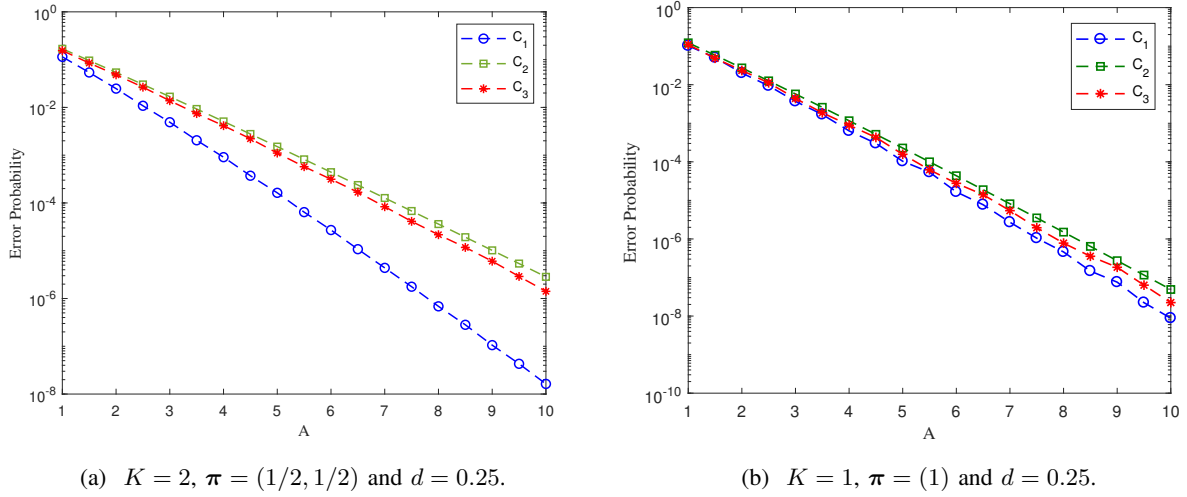 10^0
10^-2
10^-4
10^-6
10^-8
Error Probability
1 2 3 4 5 6 7 8 9 10
A
C_1
C_2
C_3
(a) K = 2, π = (1/2, 1/2) and d = 0.25.
10^0
10^-2
10^-4
10^-6
10^-8
10^-10
Error Probability
1 2 3 4 5 6 7 8 9 10
A
C_1
C_2
C_3
(b) K = 1, π = (1) and d = 0.25.